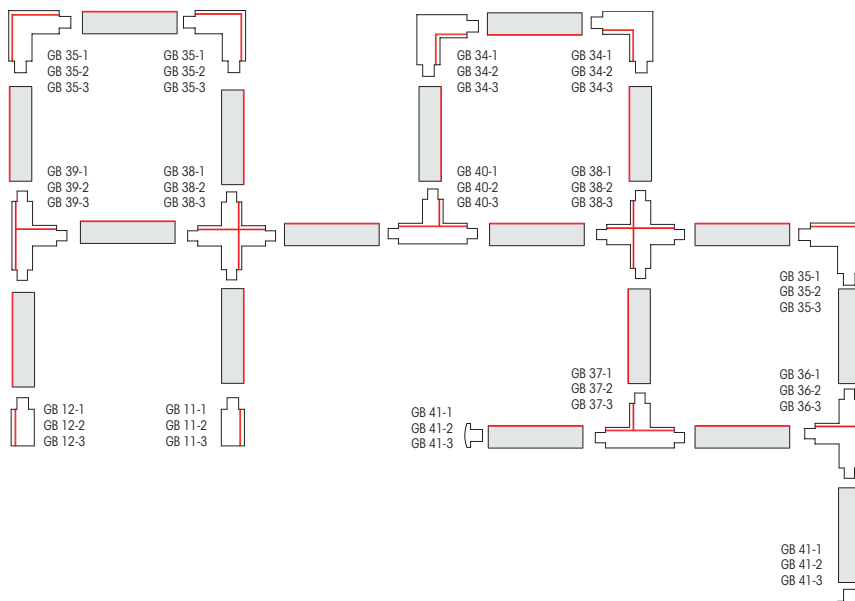 GB 35-1
GB 35-2
GB 35-3
GB 35-1
GB 35-2
GB 35-3
GB 34-1
GB 34-2
GB 34-3
GB 34-1
GB 34-2
GB 34-3
GB 39-1
GB 39-2
GB 39-3
GB 38-1
GB 38-2
GB 38-3
GB 40-1
GB 40-2
GB 40-3
GB 38-1
GB 38-2
GB 38-3
GB 35-1
GB 35-2
GB 35-3
GB 12-1
GB 12-2
GB 12-3
GB 11-1
GB 11-2
GB 11-3
GB 41-1
GB 41-2
GB 41-3
GB 37-1
GB 37-2
GB 37-3
GB 36-1
GB 36-2
GB 36-3
GB 41-1
GB 41-2
GB 41-3